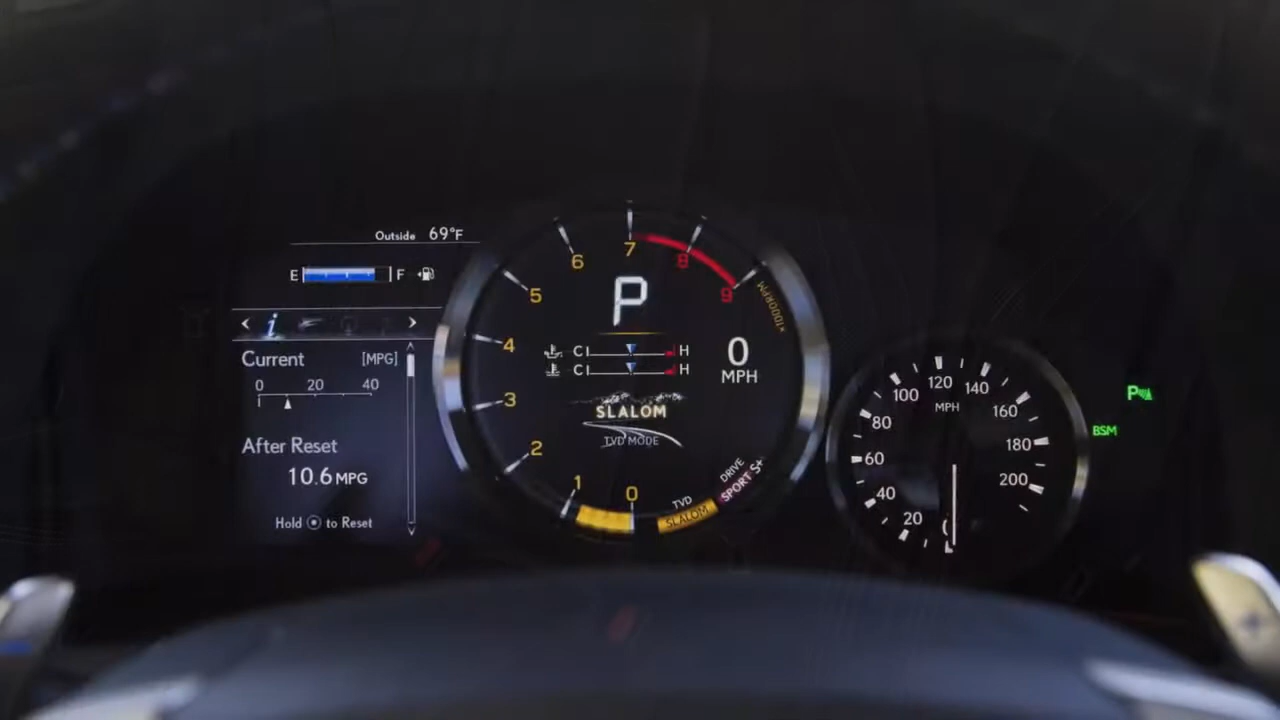 Outside 69°F
E F
Current [MPG]
0 20 40
After Reset
10.6 MPG
Hold to Reset
0
1
2
3
4
5
6
7
8
9
×1000RPM
P
C H
C H
0
MPH
SLALOM
TVD MODE
TVD
SLALOM
DRIVE
SPORT S+
20
40
60
80
100
120
140
160
180
200
MPH
P
BSM